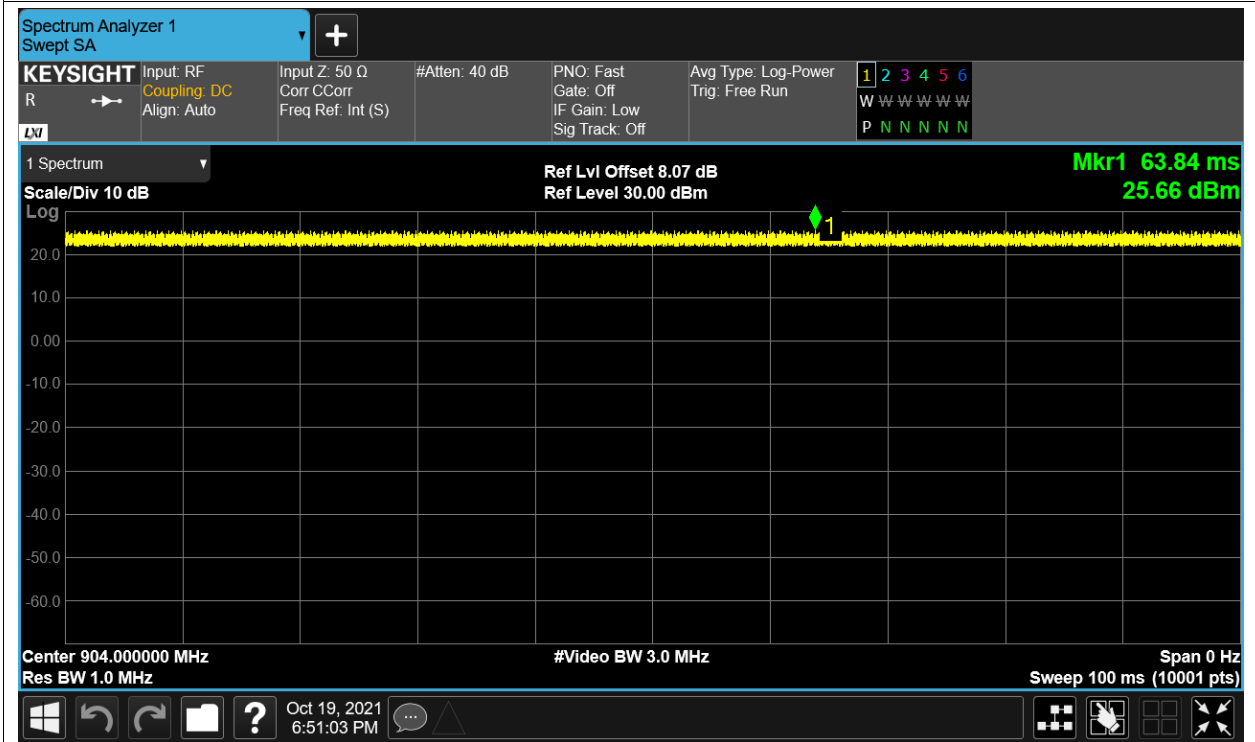 Spectrum Analyzer 1
Swept SA
KEYSIGHT Input: RF Input Z: 50 Ω #Atten: 40 dB PNO: Fast Avg Type: Log-Power 1 2 3 4 5 6
R Coupling: DC Corr CCorr Gate: Off Trig: Free Run W W W W W W
Align: Auto Freq Ref: Int (S) IF Gain: Low
LXI Sig Track: Off P N N N N N
1 Spectrum Ref Lvl Offset 8.07 dB Mkr1 63.84 ms
Scale/Div 10 dB Ref Level 30.00 dBm 25.66 dBm
Log
1
20.0
10.0
0.00
-10.0
-20.0
-30.0
-40.0
-50.0
-60.0
Center 904.000000 MHz #Video BW 3.0 MHz Span 0 Hz
Res BW 1.0 MHz Sweep 100 ms (10001 pts)
? Oct 19, 2021
6:51:03 PM